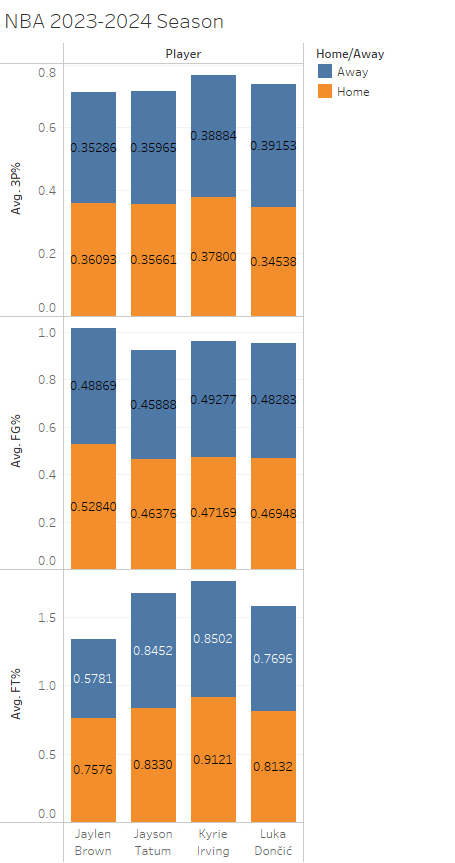 NBA 2023-2024 Season
Player
Home/Away
Away
Home
Avg. 3P%
0.8
0.6
0.4
0.2
0.0
0.35286 0.35965 0.38884 0.39153
0.36093 0.35661 0.37800 0.34538
Avg. FG%
1.0
0.8
0.6
0.4
0.2
0.0
0.48869 0.45888 0.49277 0.48283
0.52840 0.46376 0.47169 0.46948
Avg. FT%
1.5
1.0
0.5
0.0
0.5781 0.8452 0.8502 0.7696
0.7576 0.8330 0.9121 0.8132
Jaylen Jayson Kyrie Luka
Brown Tatum Irving Dončić